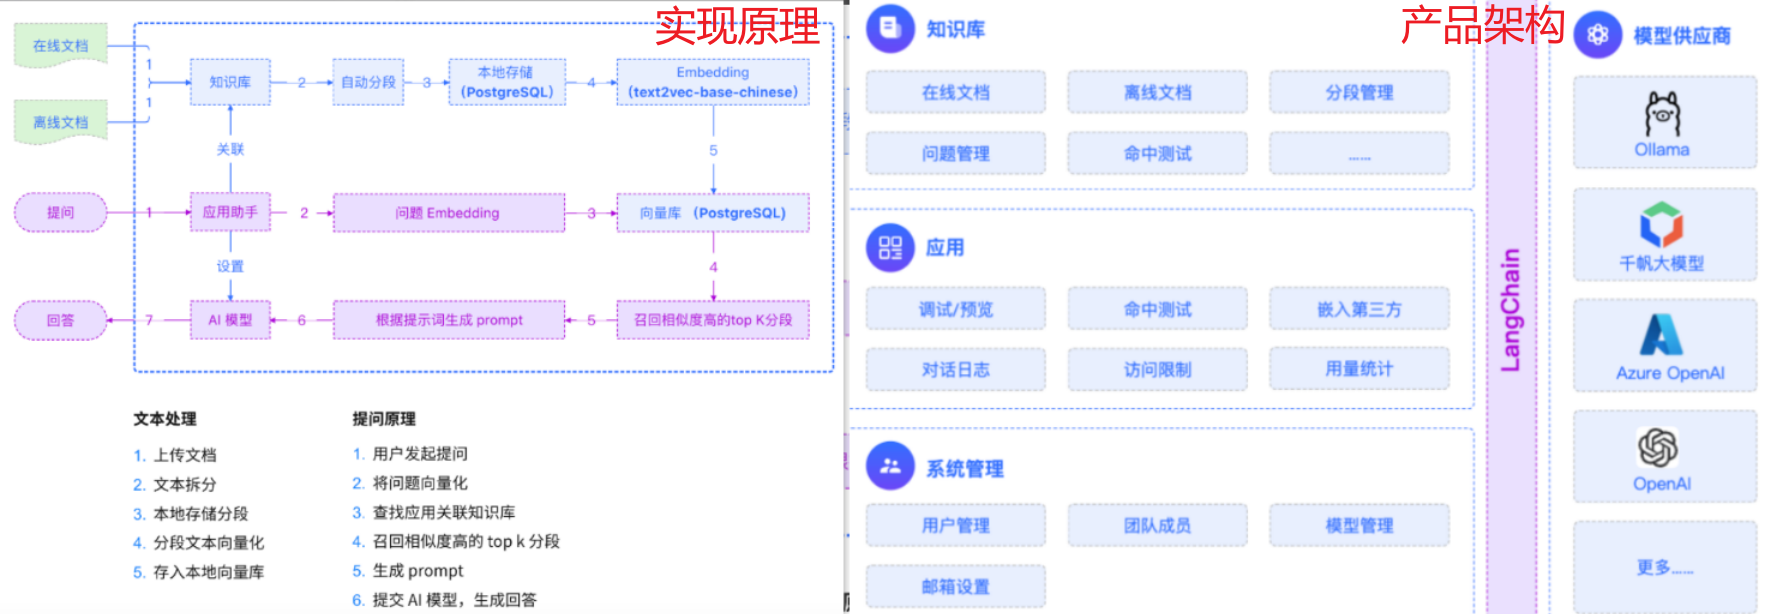 实现原理
在线文档
离线文档
1
1
知识库
2
自动分段
3
本地存储
（PostgreSQL）
4
Embedding
（text2vec-base-chinese）
关联
5
提问
1
应用助手
2
问题 Embedding
3
向量库 （PostgreSQL）
设置
4
回答
7
AI 模型
6
根据提示词生成 prompt
5
召回相似度高的top K分段
文本处理
1. 上传文档
2. 文本拆分
3. 本地存储分段
4. 分段文本向量化
5. 存入本地向量库
提问原理
1. 用户发起提问
2. 将问题向量化
3. 查找应用关联知识库
4. 召回相似度高的 top k 分段
5. 生成 prompt
6. 提交 AI 模型，生成回答
产品架构
知识库
在线文档
离线文档
分段管理
问题管理
命中测试
......
应用
调试/预览
命中测试
嵌入第三方
对话日志
访问限制
用量统计
系统管理
用户管理
团队成员
模型管理
邮箱设置
LangChain
模型供应商
Ollama
千帆大模型
Azure OpenAI
OpenAI
更多......